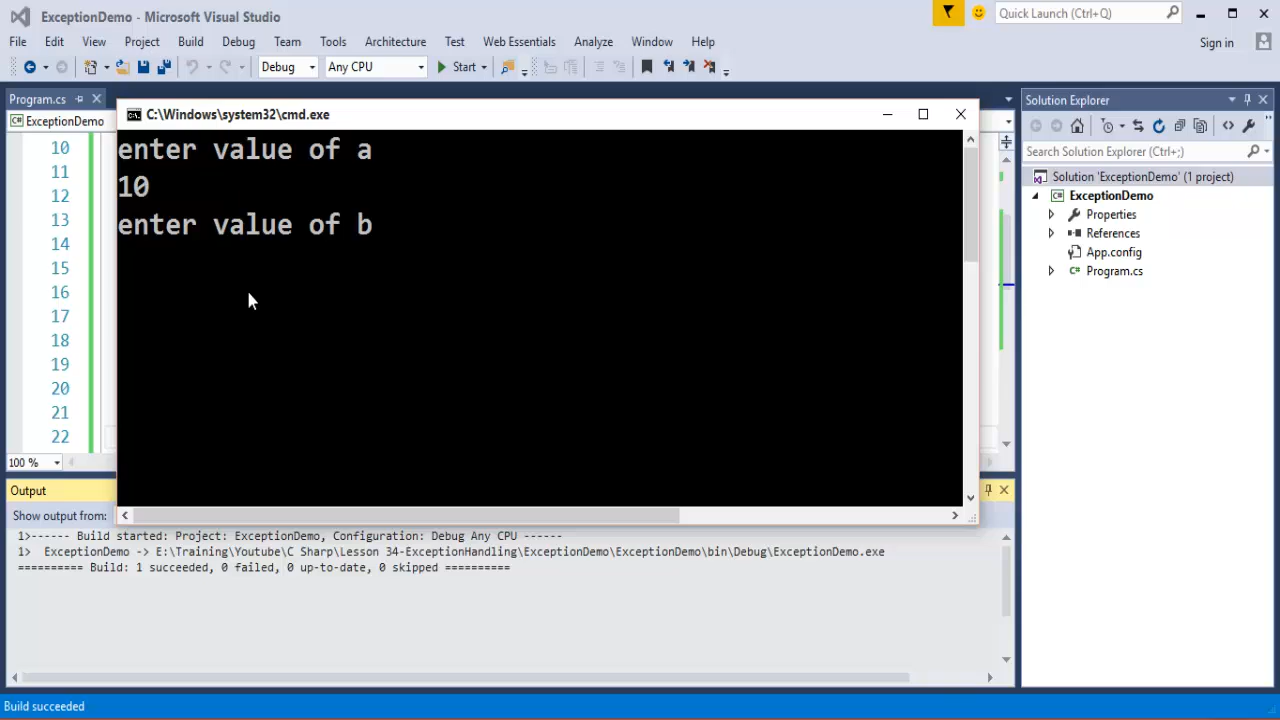 ExceptionDemo - Microsoft Visual Studio
Quick Launch (Ctrl+Q)
File Edit View Project Build Debug Team Tools Architecture Test Web Essentials Analyze Window Help
Sign in
Debug Any CPU Start
Program.cs
ExceptionDemo
C:\Windows\system32\cmd.exe
enter value of a
10
enter value of b
10
11
12
13
14
15
16
17
18
19
20
21
22
100 %
Solution Explorer
Search Solution Explorer (Ctrl+;)
Solution 'ExceptionDemo' (1 project)
C# ExceptionDemo
Properties
References
App.config
C# Program.cs
Output
Show output from:
1>------ Build started: Project: ExceptionDemo, Configuration: Debug Any CPU ------
1>  ExceptionDemo -> E:\Training\Youtube\C Sharp\Lesson 34-ExceptionHandling\ExceptionDemo\ExceptionDemo\bin\Debug\ExceptionDemo.exe
========== Build: 1 succeeded, 0 failed, 0 up-to-date, 0 skipped ==========
Build succeeded